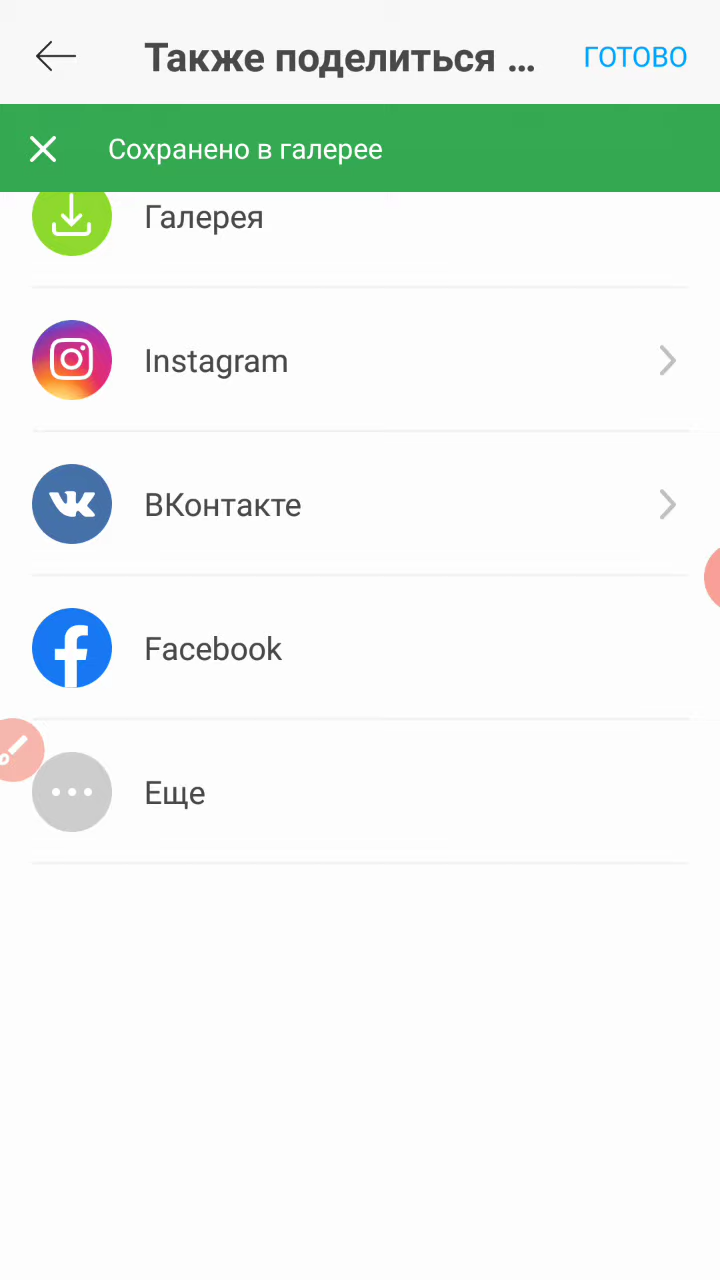 Также поделиться ...
ГОТОВО
Сохранено в галерее
Галерея
Instagram
ВКонтакте
Facebook
Еще